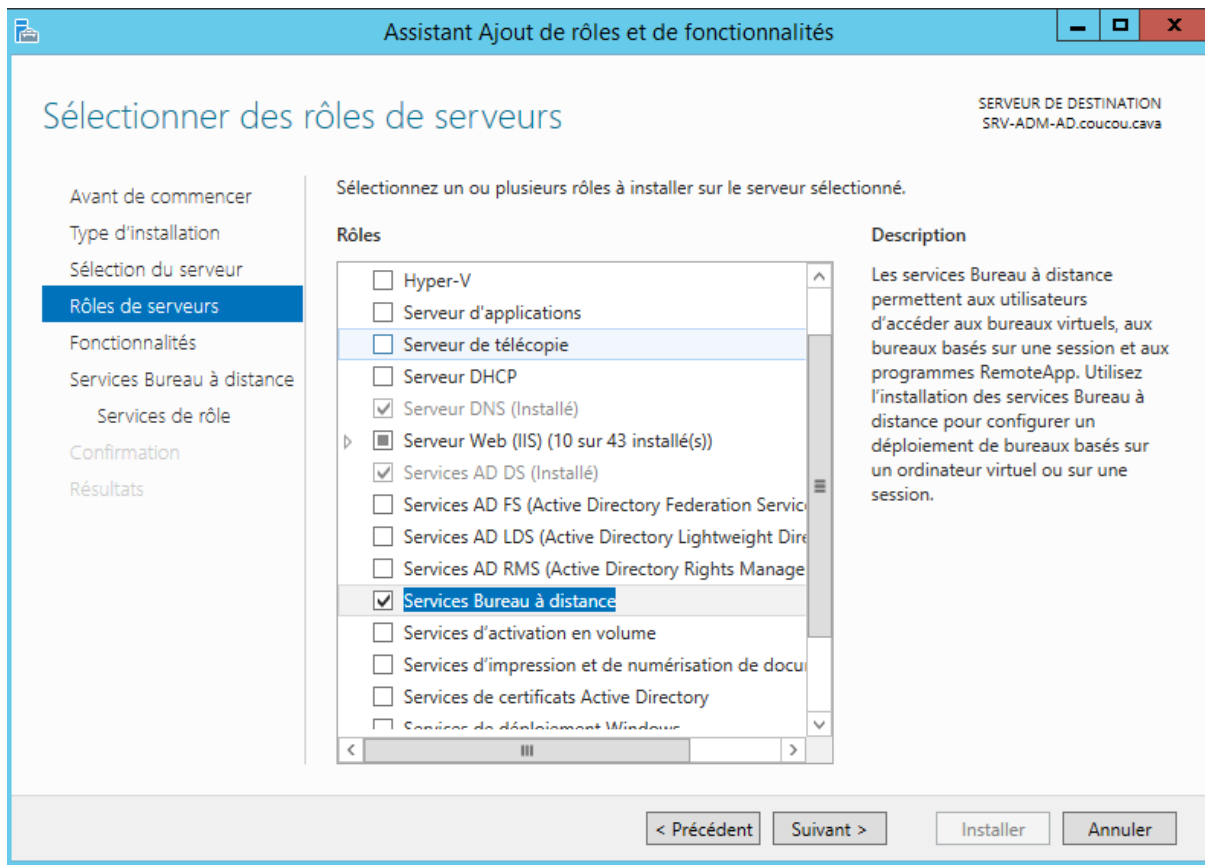 Assistant Ajout de rôles et de fonctionnalités
Sélectionner des rôles de serveurs
SERVEUR DE DESTINATION
SRV-ADM-AD.coucou.cava
Avant de commencer
Type d'installation
Sélection du serveur
Rôles de serveurs
Fonctionnalités
Services Bureau à distance
Services de rôle
Confirmation
Résultats
Sélectionnez un ou plusieurs rôles à installer sur le serveur sélectionné.
Rôles
Hyper-V
Serveur d'applications
Serveur de télécopie
Serveur DHCP
Serveur DNS (Installé)
Serveur Web (IIS) (10 sur 43 installé(s))
Services AD DS (Installé)
Services AD FS (Active Directory Federation Servic
Services AD LDS (Active Directory Lightweight Dire
Services AD RMS (Active Directory Rights Manage
Services Bureau à distance
Services d'activation en volume
Services d'impression et de numérisation de docu
Services de certificats Active Directory
Services de déploiement Windows
Description
Les services Bureau à distance
permettent aux utilisateurs
d'accéder aux bureaux virtuels, aux
bureaux basés sur une session et aux
programmes RemoteApp. Utilisez
l'installation des services Bureau à
distance pour configurer un
déploiement de bureaux basés sur
un ordinateur virtuel ou sur une
session.
< Précédent
Suivant >
Installer
Annuler